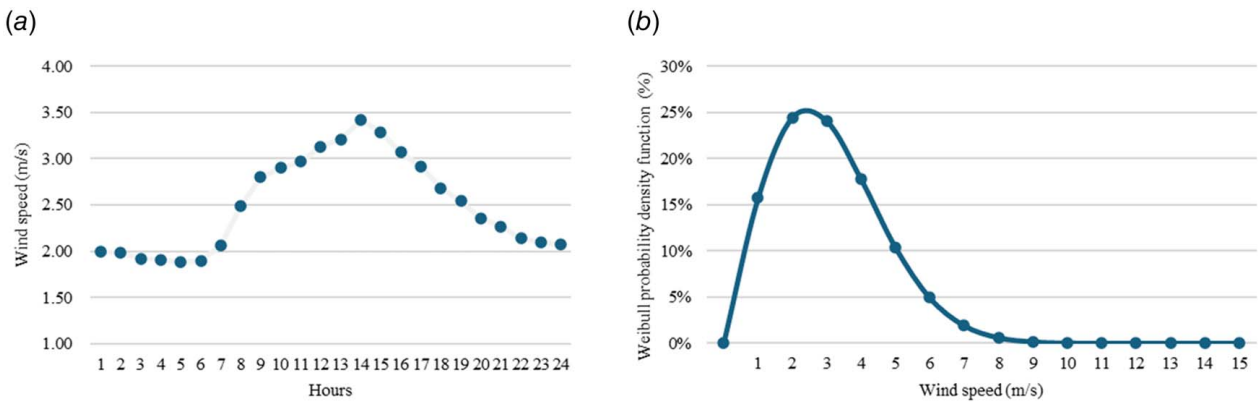 (a)
4.00
3.50
3.00
2.50
2.00
1.50
1.00
Wind speed (m/s)
1 2 3 4 5 6 7 8 9 10 11 12 13 14 15 16 17 18 19 20 21 22 23 24
Hours
(b)
30%
25%
20%
15%
10%
5%
0%
Weibull probability density function (%)
1 2 3 4 5 6 7 8 9 10 11 12 13 14 15
Wind speed (m/s)